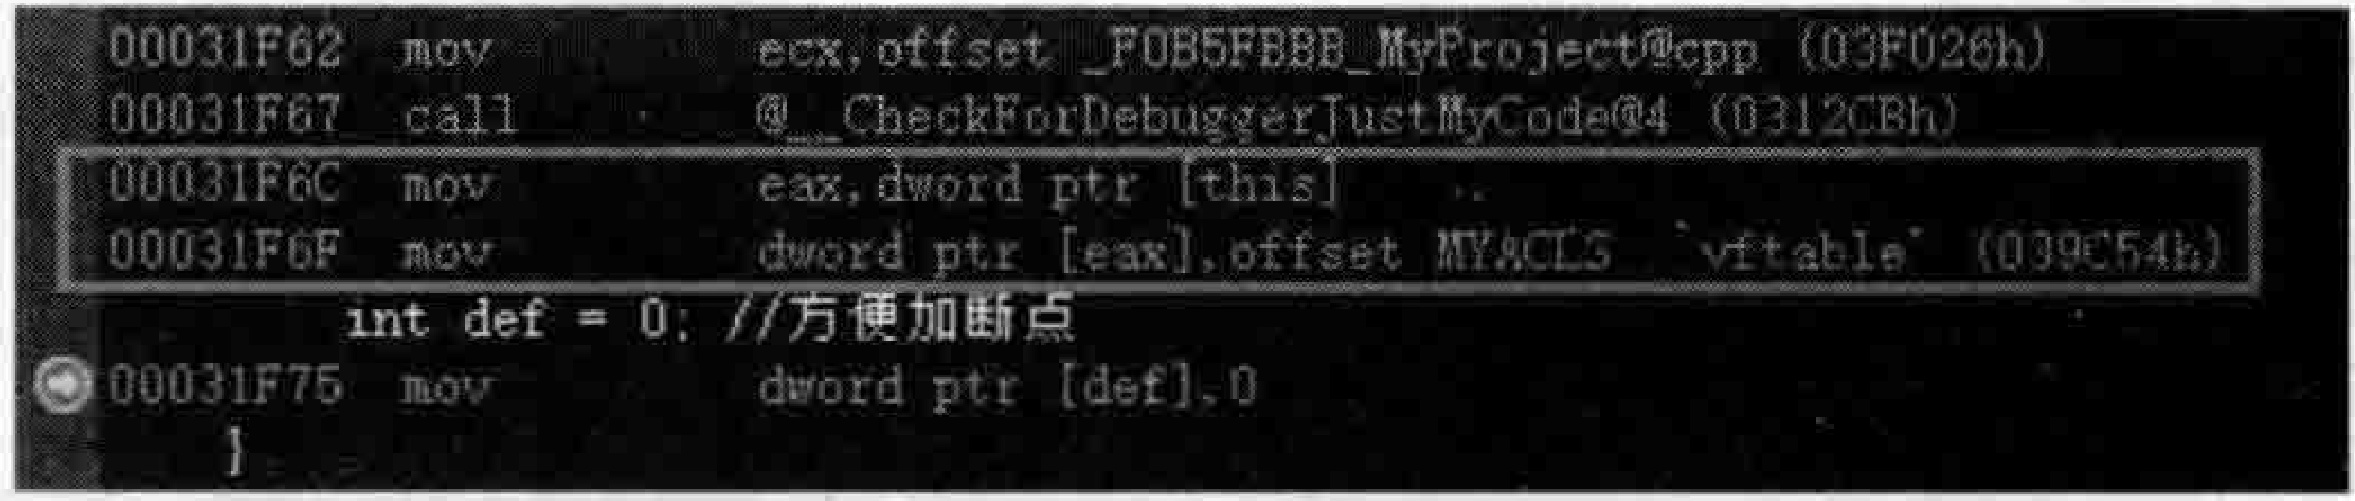 00031F62 mov ecx,offset _F0B5FBBB_MyProject@cpp (03F026h)
00031F67 call @__CheckForDebuggerJustMyCode@4 (0312CBh)
00031F6C mov eax,dword ptr [this]
00031F6F mov dword ptr [eax],offset MYACLS `vftable' (039C54h)
int def = 0; //方便加断点
00031F75 mov dword ptr [def],0
}